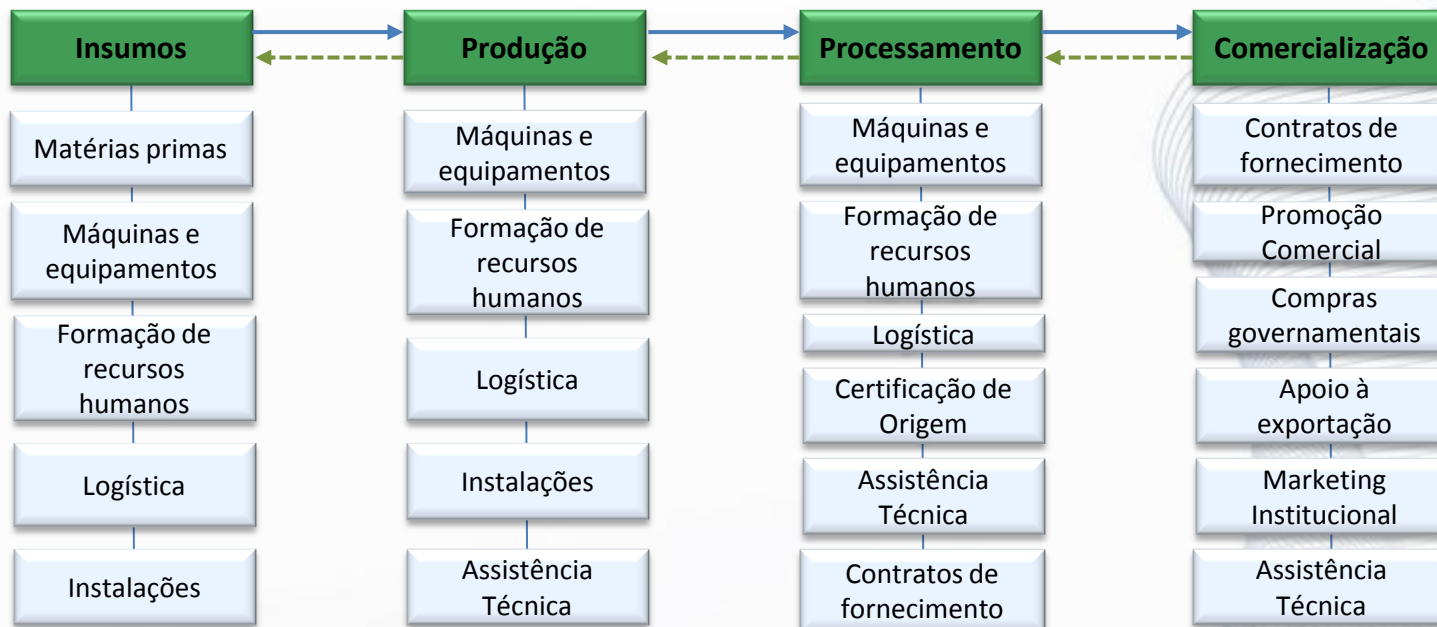 Insumos
Matérias primas
Máquinas e
equipamentos
Formação de
recursos
humanos
Logística
Instalações
Produção
Máquinas e
equipamentos
Formação de
recursos
humanos
Logística
Instalações
Assistência
Técnica
Processamento
Máquinas e
equipamentos
Formação de
recursos
humanos
Logística
Certificação de
Origem
Assistência
Técnica
Contratos de
fornecimento
Comercialização
Contratos de
fornecimento
Promoção
Comercial
Compras
governamentais
Apoio à
exportação
Marketing
Institucional
Assistência
Técnica